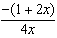 −(1 + 2x)
4x